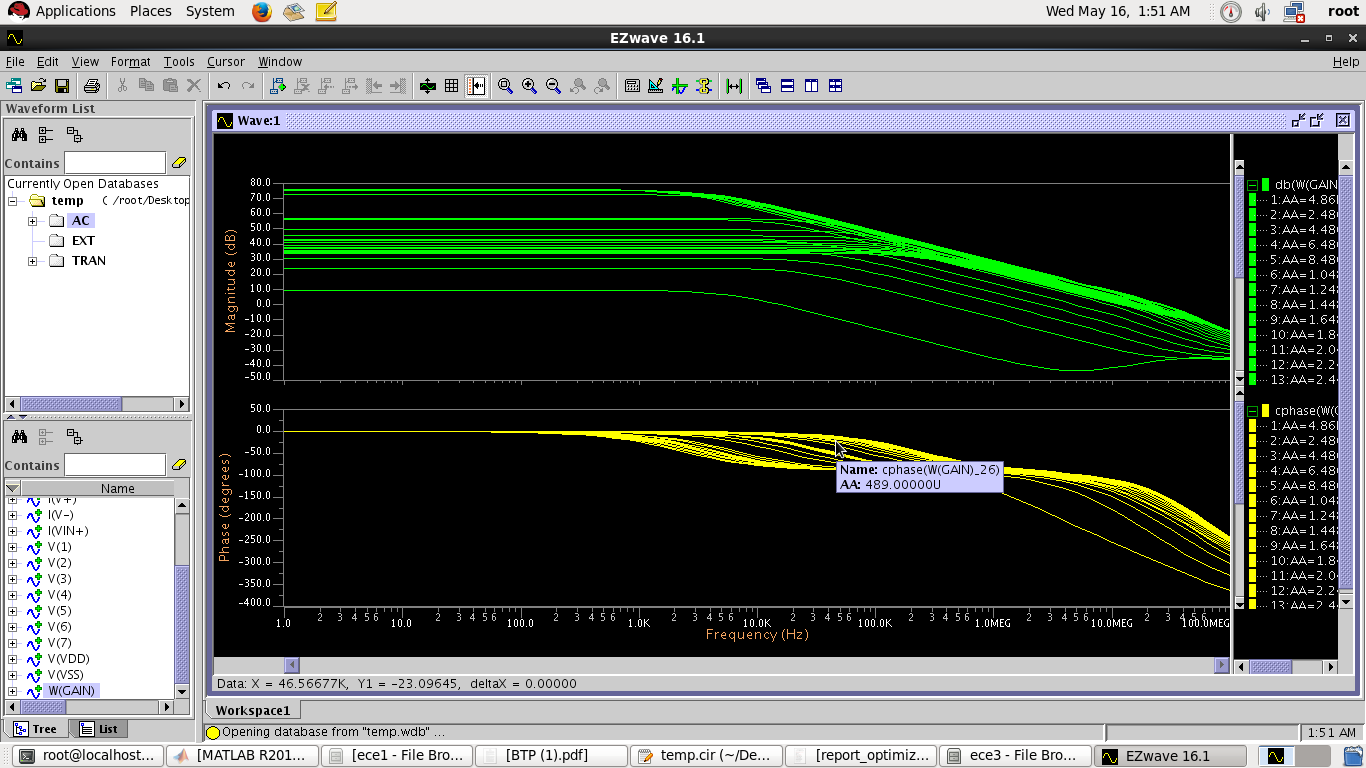 Applications Places System
Wed May 16, 1:51 AM
root
EZwave 16.1
File Edit View Format Tools Cursor Window
Help
Waveform List
Contains
Currently Open Databases
temp ( /root/Desktop
AC
EXT
TRAN
Contains
Name
I(V+)
I(V-)
I(VIN+)
V(1)
V(2)
V(3)
V(4)
V(5)
V(6)
V(7)
V(VDD)
V(VSS)
W(GAIN)
Tree List
Wave:1
Magnitude (dB)
80.0
70.0
60.0
50.0
40.0
30.0
20.0
10.0
0.0
-10.0
-20.0
-30.0
-40.0
-50.0
Phase (degrees)
50.0
0.0
-50.0
-100.0
-150.0
-200.0
-250.0
-300.0
-350.0
-400.0
2 3 4 5 6 2 3 4 5 6 2 3 4 5 6 2 3 4 5 6 2 3 4 5 6 2 3 4 5 6 2 3 4 5 6 2 3 4 5 6
1.0 10.0 100.0 1.0K 10.0K 100.0K 1.0MEG 10.0MEG 100.0MEG
Frequency (Hz)
Name: cphase(W(GAIN)_26)
AA: 489.00000U
db(W(GAIN
1:AA=4.86
2:AA=2.48
3:AA=4.48
4:AA=6.48
5:AA=8.48
6:AA=1.04
7:AA=1.24
8:AA=1.44
9:AA=1.64
10:AA=1.8
11:AA=2.0
12:AA=2.2
13:AA=2.4
cphase(W(
1:AA=4.86
2:AA=2.48
3:AA=4.48
4:AA=6.48
5:AA=8.48
6:AA=1.04
7:AA=1.24
8:AA=1.44
9:AA=1.64
10:AA=1.8
11:AA=2.0
12:AA=2.2
13:AA=2.4
Data: X = 46.56677K, Y1 = -23.09645, deltaX = 0.00000
Workspace1
Opening database from "temp.wdb" ...
1:51 AM
root@localhost... [MATLAB R201... [ece1 - File Bro... [BTP (1).pdf] temp.cir (~/De... [report_optimiz... ece3 - File Bro... EZwave 16.1